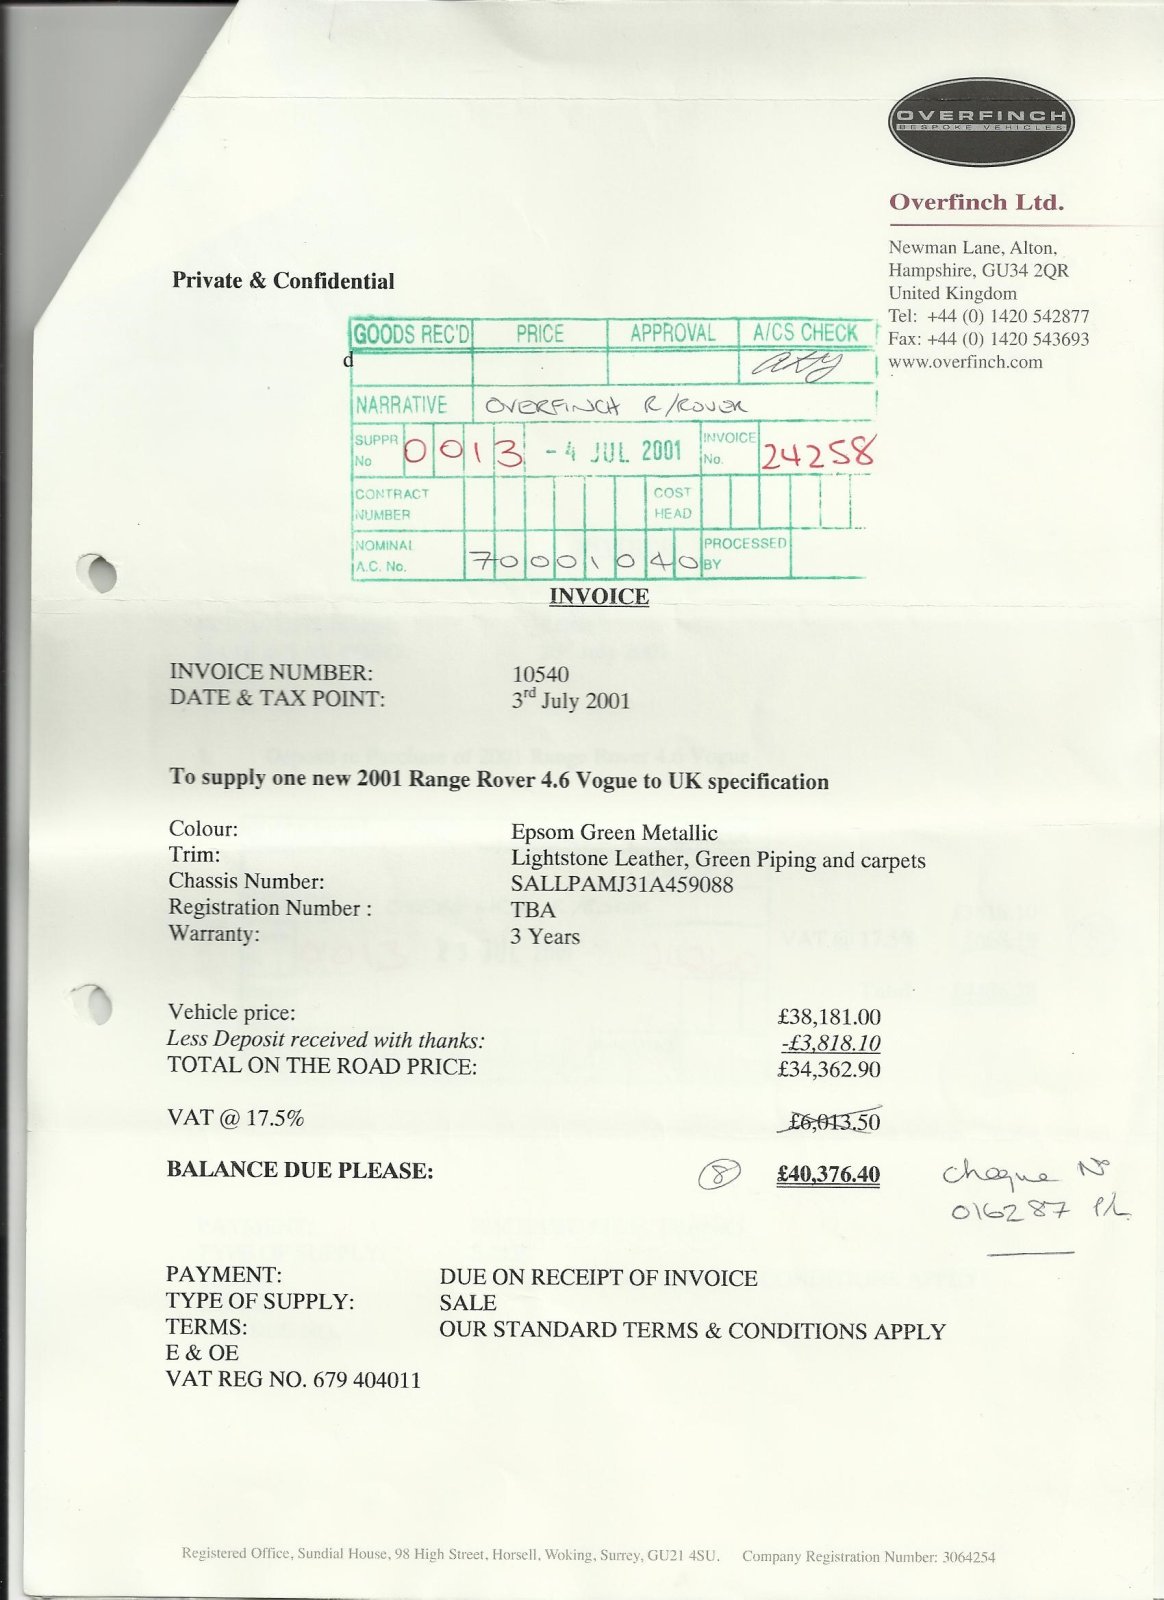 OVERFINCH
BESPOKE VEHICLES
Overfinch Ltd.
Newman Lane, Alton,
Hampshire, GU34 2QR
United Kingdom
Tel: +44 (0) 1420 542877
Fax: +44 (0) 1420 543693
www.overfinch.com
Private & Confidential
GOODS REC'D PRICE APPROVAL A/CS CHECK
d
NARRATIVE OVERFINCH R/ROVER
SUPPR No 0013 -4 JUL 2001 INVOICE No. 24258
CONTRACT NUMBER COST HEAD
NOMINAL A.C. No. 70001040 PROCESSED BY
INVOICE
INVOICE NUMBER: 10540
DATE & TAX POINT: 3rd July 2001
To supply one new 2001 Range Rover 4.6 Vogue to UK specification
Colour: Epsom Green Metallic
Trim: Lightstone Leather, Green Piping and carpets
Chassis Number: SALLPAMJ31A459088
Registration Number : TBA
Warranty: 3 Years
Vehicle price: £38,181.00
Less Deposit received with thanks: -£3,818.10
TOTAL ON THE ROAD PRICE: £34,362.90
VAT @ 17.5% £6,013.50
BALANCE DUE PLEASE: 8 £40,376.40 Cheque No
016287 P/L
PAYMENT: DUE ON RECEIPT OF INVOICE
TYPE OF SUPPLY: SALE
TERMS: OUR STANDARD TERMS & CONDITIONS APPLY
E & OE
VAT REG NO. 679 404011
Registered Office, Sundial House, 98 High Street, Horsell, Woking, Surrey, GU21 4SU. Company Registration Number: 3064254